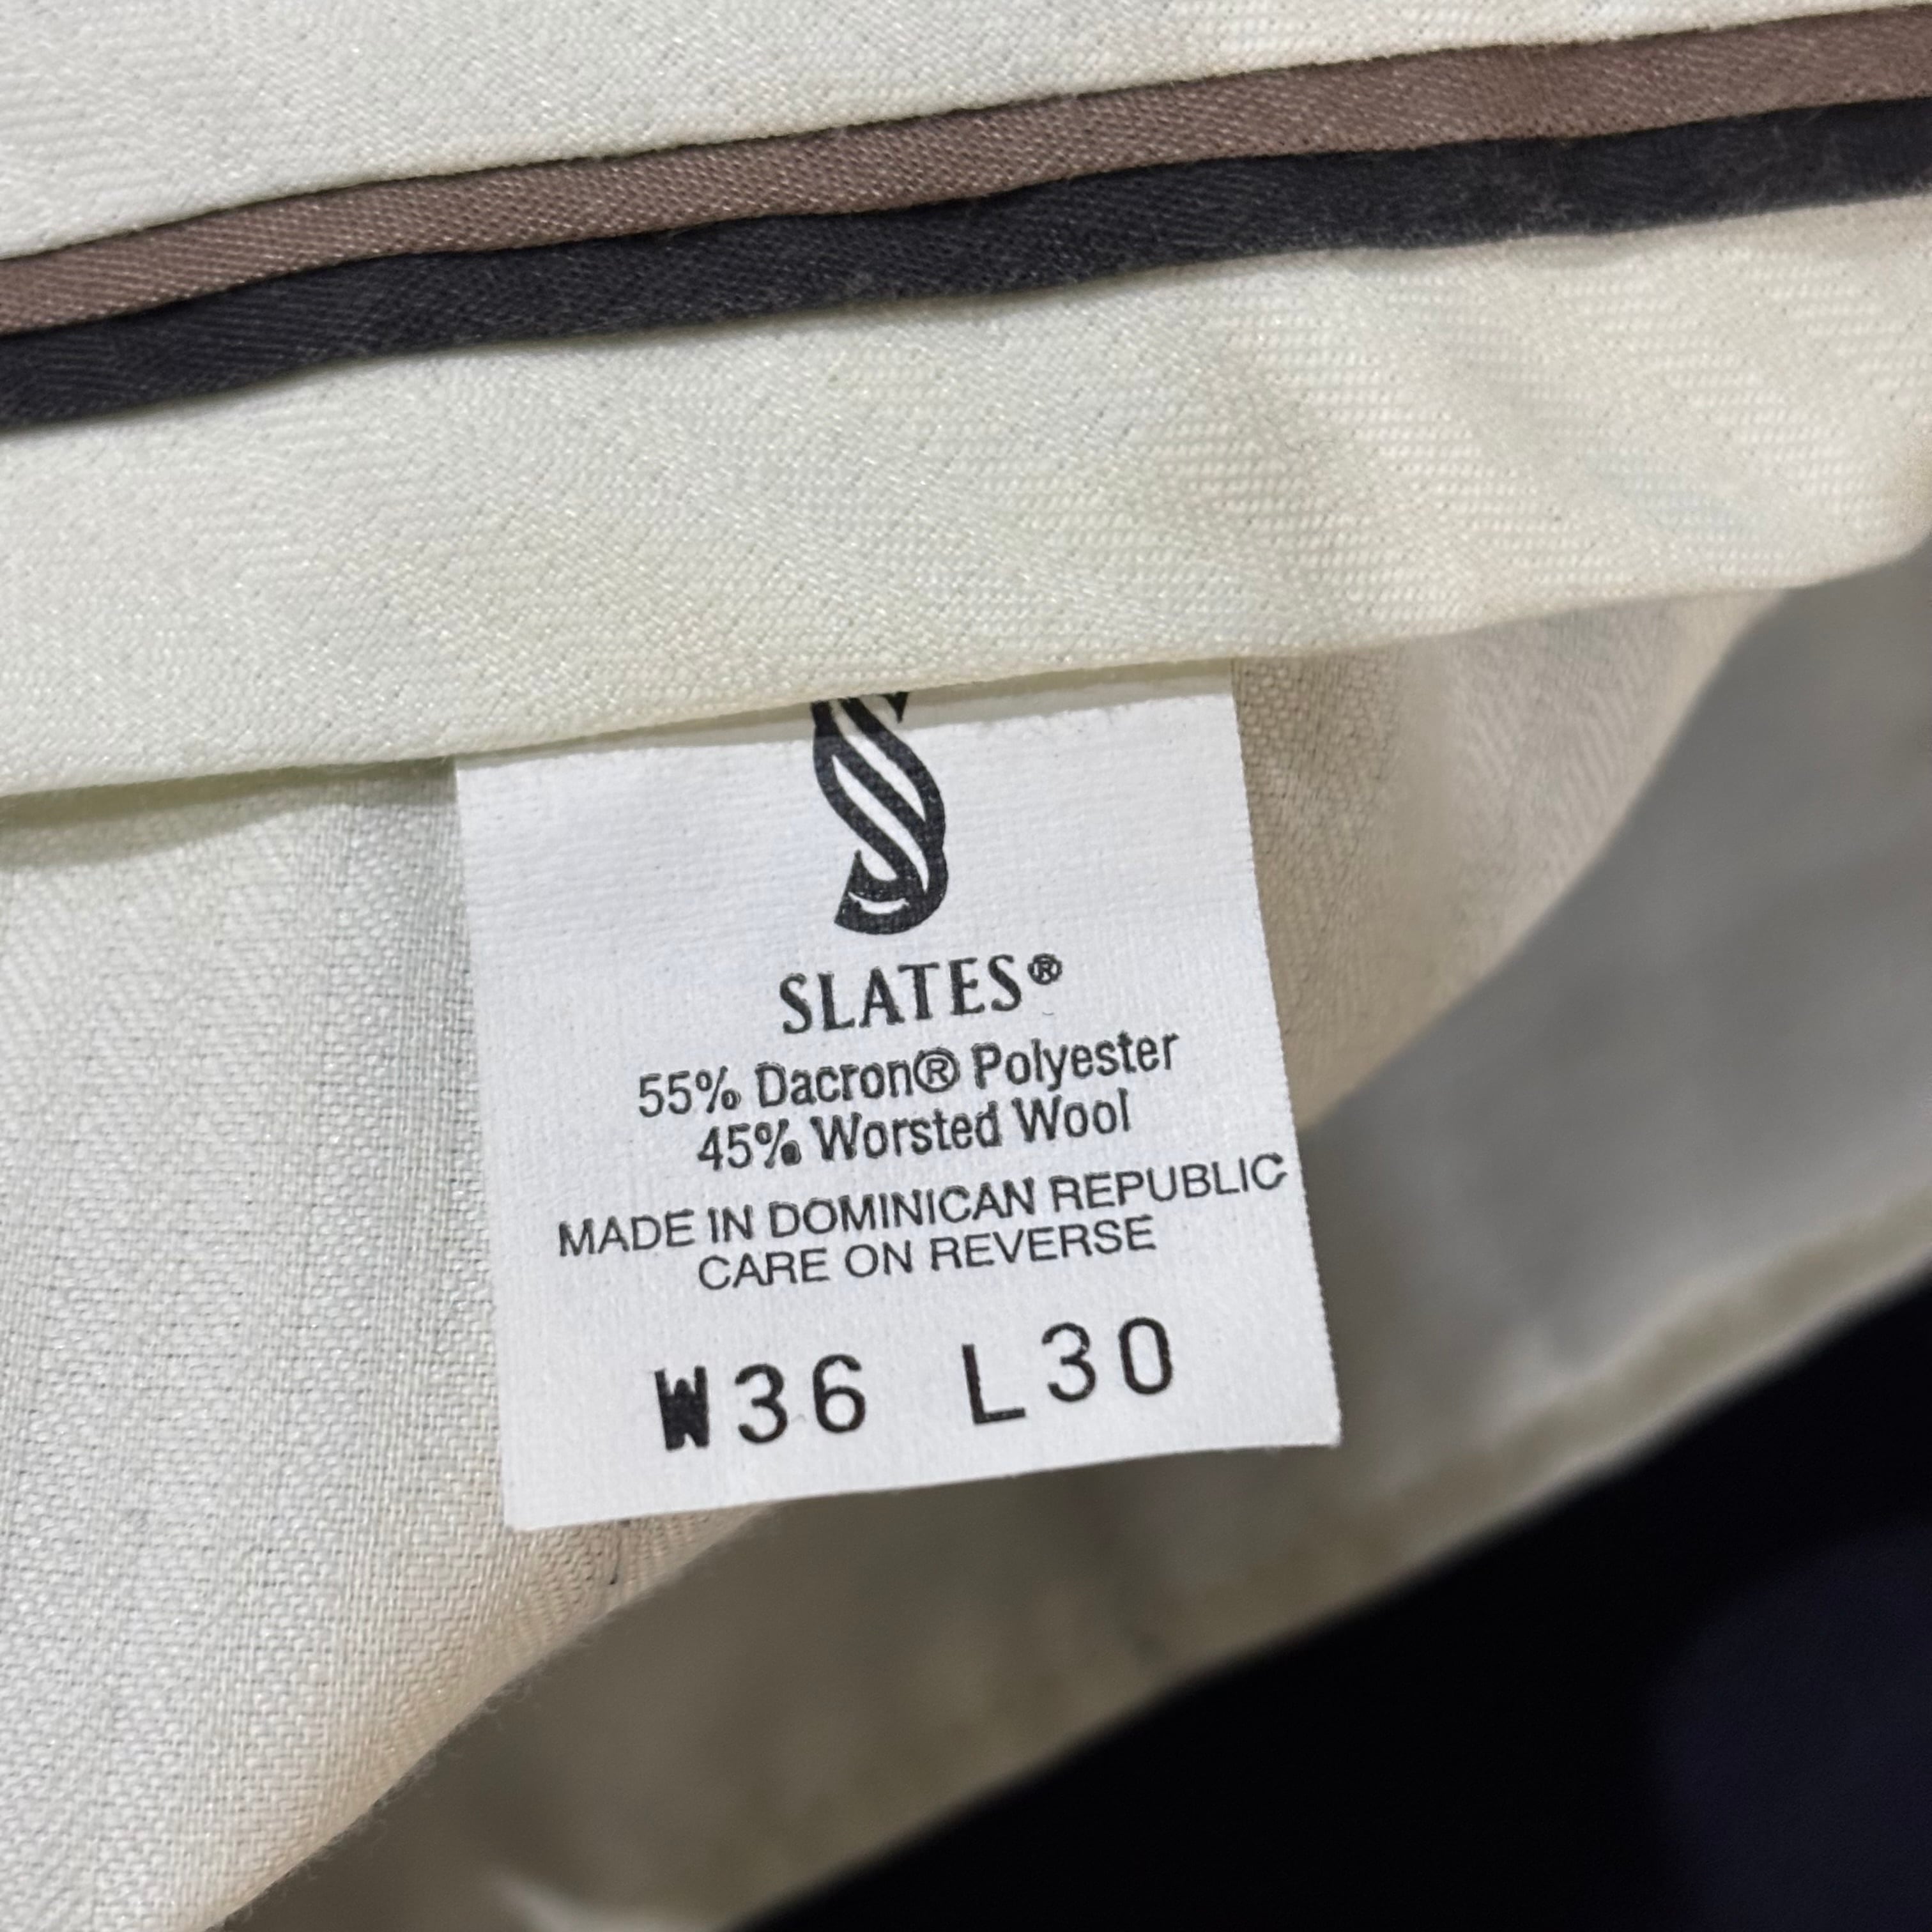 SLATES®
55% Dacron® Polyester
45% Worsted Wool
MADE IN DOMINICAN REPUBLIC
CARE ON REVERSE
W36 L30